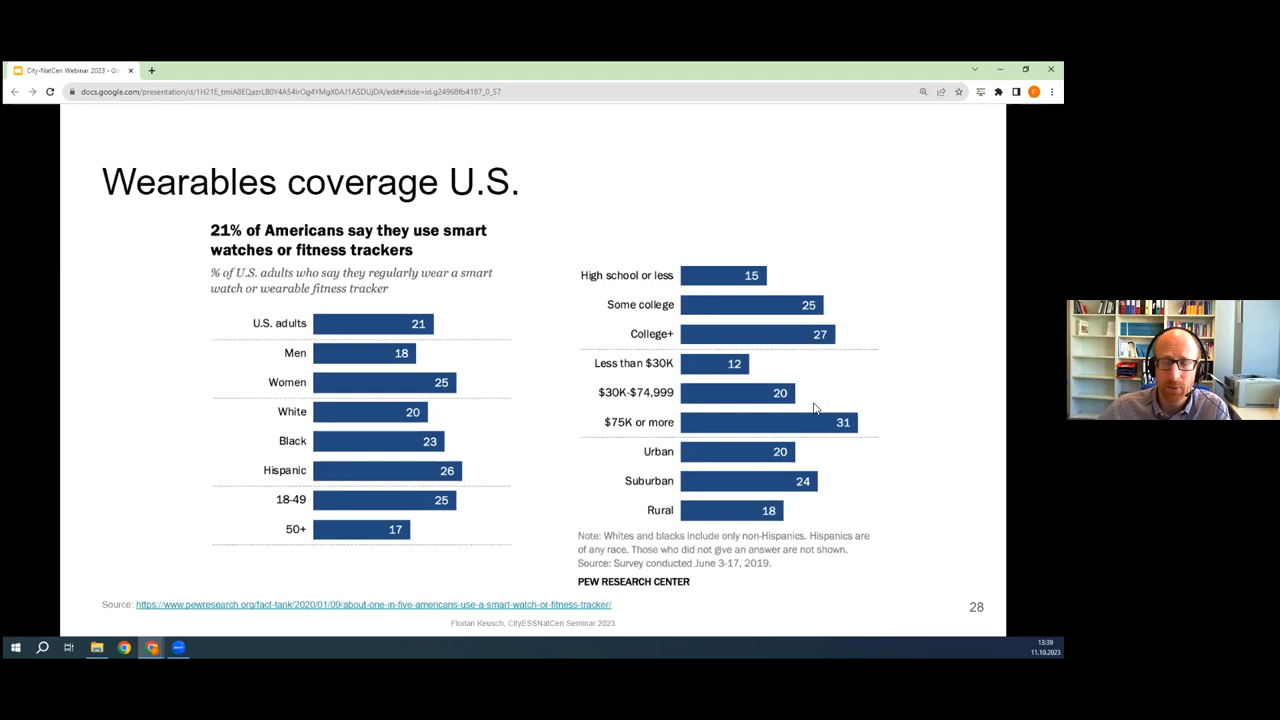 City-NatCen Webinar 2023 - Go
docs.google.com/presentation/d/1H21E_tmiA8EQazrLB0Y4A54IrOg4YMgX0AJ1ASDUjDA/edit#slide=id.g24968fb4187_0_57
F
Wearables coverage U.S.
21% of Americans say they use smart
watches or fitness trackers
% of U.S. adults who say they regularly wear a smart
watch or wearable fitness tracker
U.S. adults 21
Men 18
Women 25
White 20
Black 23
Hispanic 26
18-49 25
50+ 17
High school or less 15
Some college 25
College+ 27
Less than $30K 12
$30K-$74,999 20
$75K or more 31
Urban 20
Suburban 24
Rural 18
Note: Whites and blacks include only non-Hispanics. Hispanics are
of any race. Those who did not give an answer are not shown.
Source: Survey conducted June 3-17, 2019.
PEW RESEARCH CENTER
Source: https://www.pewresearch.org/fact-tank/2020/01/09/about-one-in-five-americans-use-a-smart-watch-or-fitness-tracker/
28
Florian Keusch, CityESSNatCen Seminar 2023
13:39
11.10.2023